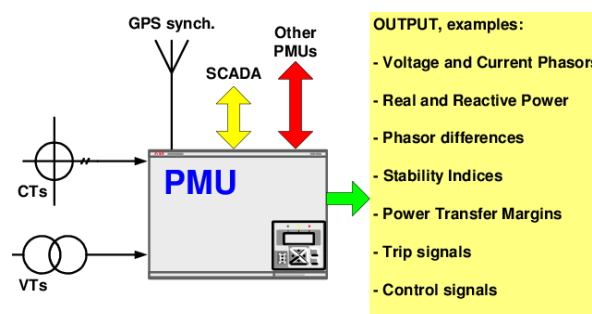 GPS synch.
Other
PMUs
SCADA
CTs
VTs
PMU
OUTPUT, examples:
- Voltage and Current Phasors
- Real and Reactive Power
- Phasor differences
- Stability Indices
- Power Transfer Margins
- Trip signals
- Control signals